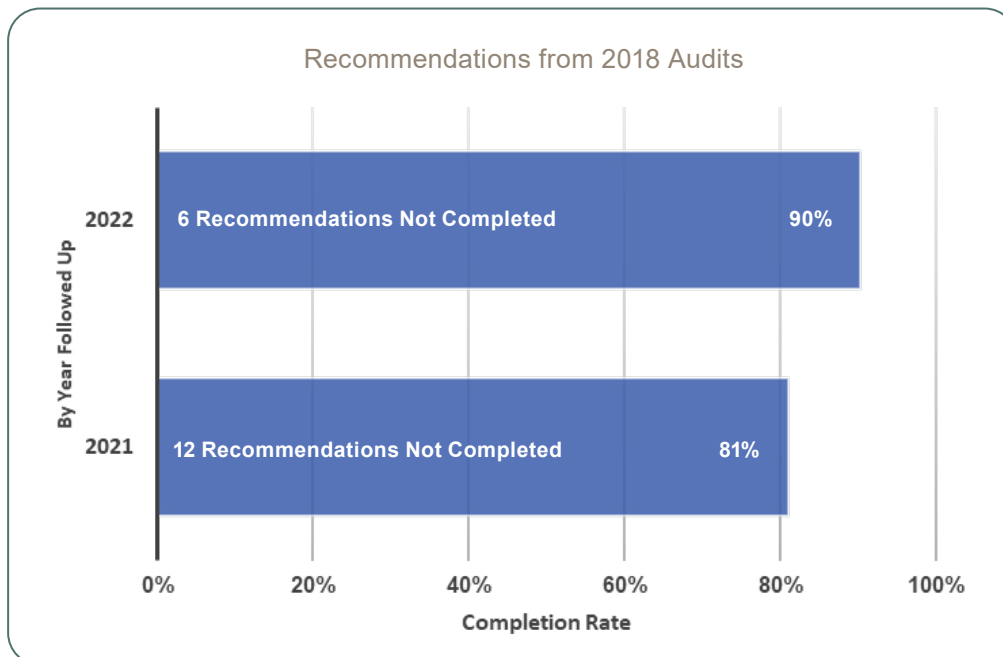 Recommendations from 2018 Audits
By Year Followed Up
2022
6 Recommendations Not Completed
90%
2021
12 Recommendations Not Completed
81%
0%
20%
40%
60%
80%
100%
Completion Rate